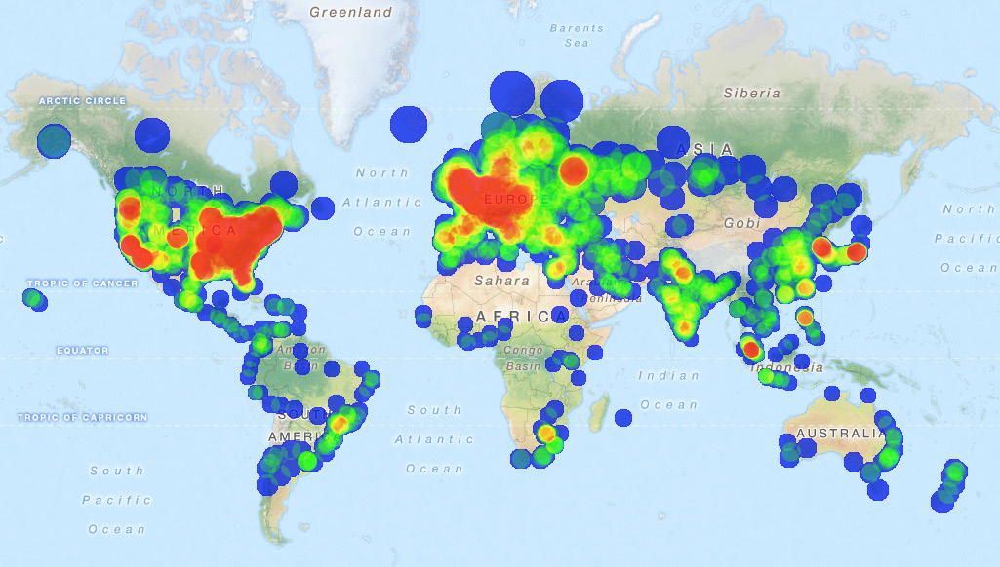 Greenland
Barents
Sea
Siberia
ARCTIC CIRCLE
ASIA
North
Atlantic
Ocean
NORTH
AMERICA
EUROPE
Gobi
North
Pacific
Ocean
TROPIC OF CANCER
Sahara
Arabian
Peninsula
AFRICA
EQUATOR
Amazon
Basin
Congo
Basin
Indonesia
Indian
Ocean
TROPIC OF CAPRICORN
SOUTH
AMERICA
South
Atlantic
Ocean
AUSTRALIA
South
Pacific
Ocean